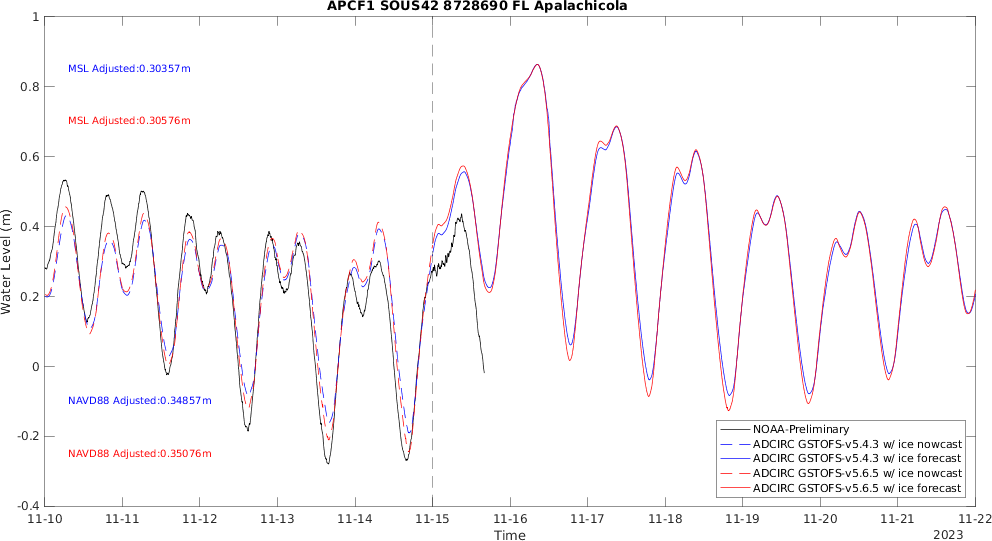 APCF1 SOUS42 8728690 FL Apalachicola
1
0.8
0.6
0.4
0.2
0
-0.2
-0.4
Water Level (m)
MSL Adjusted:0.30357m
MSL Adjusted:0.30576m
NAVD88 Adjusted:0.34857m
NAVD88 Adjusted:0.35076m
NOAA-Preliminary
ADCIRC GSTOFS-v5.4.3 w/ ice nowcast
ADCIRC GSTOFS-v5.4.3 w/ ice forecast
ADCIRC GSTOFS-v5.6.5 w/ ice nowcast
ADCIRC GSTOFS-v5.6.5 w/ ice forecast
11-10 11-11 11-12 11-13 11-14 11-15 11-16 11-17 11-18 11-19 11-20 11-21 11-22
Time
2023